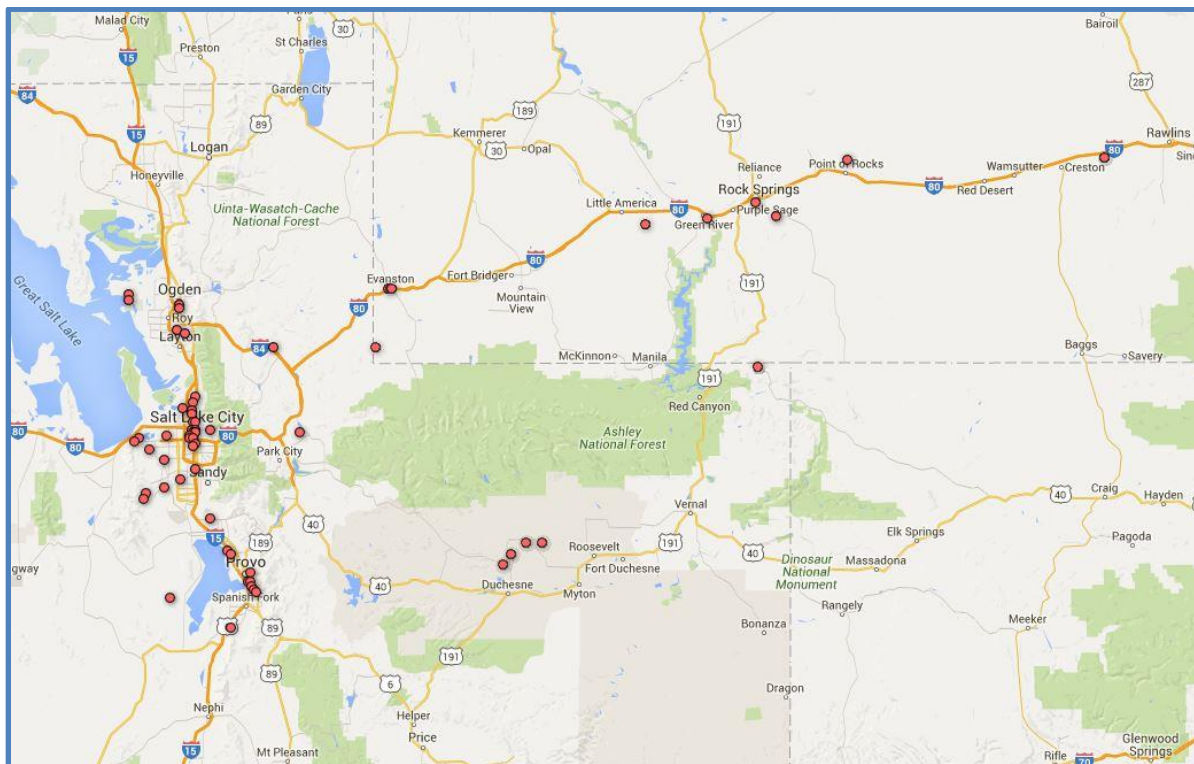 Malad City
Preston
St Charles
30
Bairoil
15
287
84
Garden City
189
191
Rawlins
15
89
Kemmerer
Opal
30
Logan
Reliance
Point of Rocks
80
Wamsutter
Creston
Honeyville
Rock Springs
80
Red Desert
Little America
80
Purple Sage
Uinta-Wasatch-Cache
National Forest
Green River
Fort Bridger
80
Evanston
191
Great Salt Lake
Ogden
Mountain
View
Roy
80
Layton
84
McKinnon
Manila
Baggs
Savery
191
Red Canyon
Salt Lake City
80
80
80
Park City
Ashley
National Forest
Sandy
Craig
40
Hayden
Vernal
40
15
189
Elk Springs
Pagoda
Roosevelt
191
Fort Duchesne
40
Dinosaur
National
Monument
Massadona
Provo
40
Duchesne
Myton
Spanish Fork
Rangely
89
Bonanza
Meeker
191
89
6
Dragon
Nephi
Helper
Price
15
Mt Pleasant
Rifle
70
Glenwood
Springs